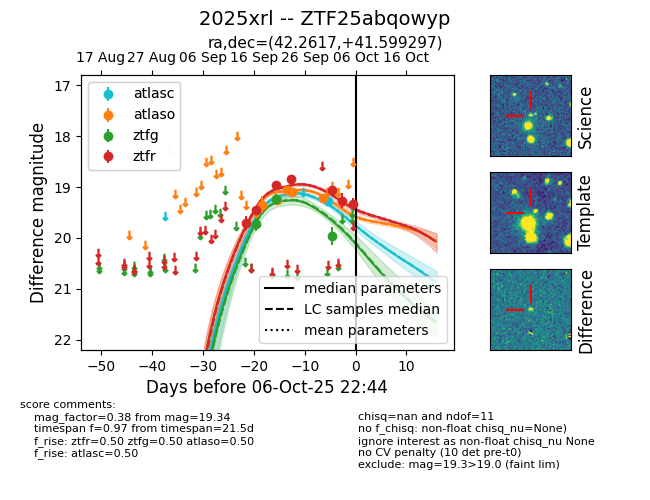 2025xrl -- ZTF25abqowyp
ra,dec=(42.2617,+41.599297)
17 Aug 27 Aug 06 Sep 16 Sep 26 Sep 06 Oct 16 Oct
17
18
19
20
21
22
Difference magnitude
atlasc
atlaso
ztfg
ztfr
median parameters
LC samples median
mean parameters
−50 −40 −30 −20 −10 0 10
Days before 06-Oct-25 22:44
Science
Template
Difference
score comments:
mag_factor=0.38 from mag=19.34
timespan f=0.97 from timespan=21.5d
f_rise: ztfr=0.50 ztfg=0.50 atlaso=0.50
f_rise: atlasc=0.50
chisq=nan and ndof=11
no f_chisq: non-float chisq_nu=None)
ignore interest as non-float chisq_nu None
no CV penalty (10 det pre-t0)
exclude: mag=19.3>19.0 (faint lim)